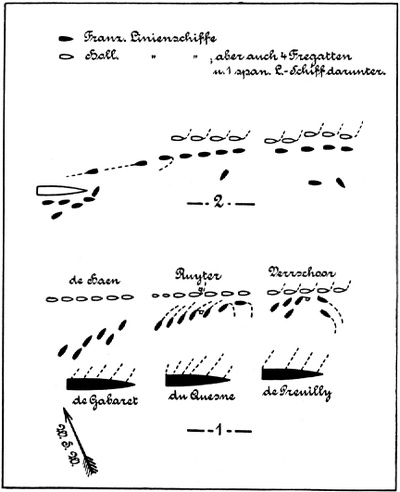 Franz. Linienschiffe
Holl. " " ; aber auch 4 Fregatten
u. 1 span. L.-Schiff darunter.
—2—
de Haen Ruyter Verrschoor
de Gabaret du Quesne de Preuilly
—1—